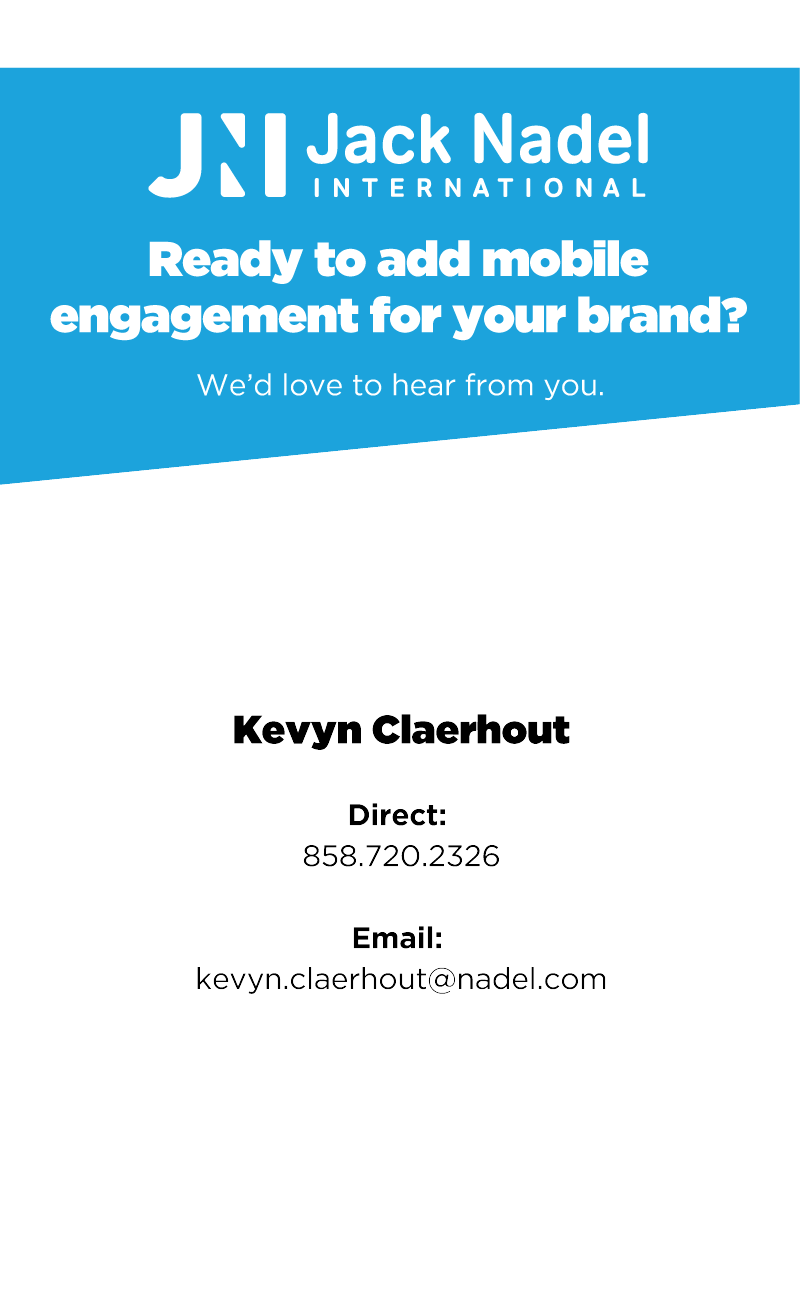 JNI Jack Nadel
INTERNATIONAL
Ready to add mobile
engagement for your brand?
We’d love to hear from you.
Kevyn Claerhout
Direct:
858.720.2326
Email:
kevyn.claerhout@nadel.com